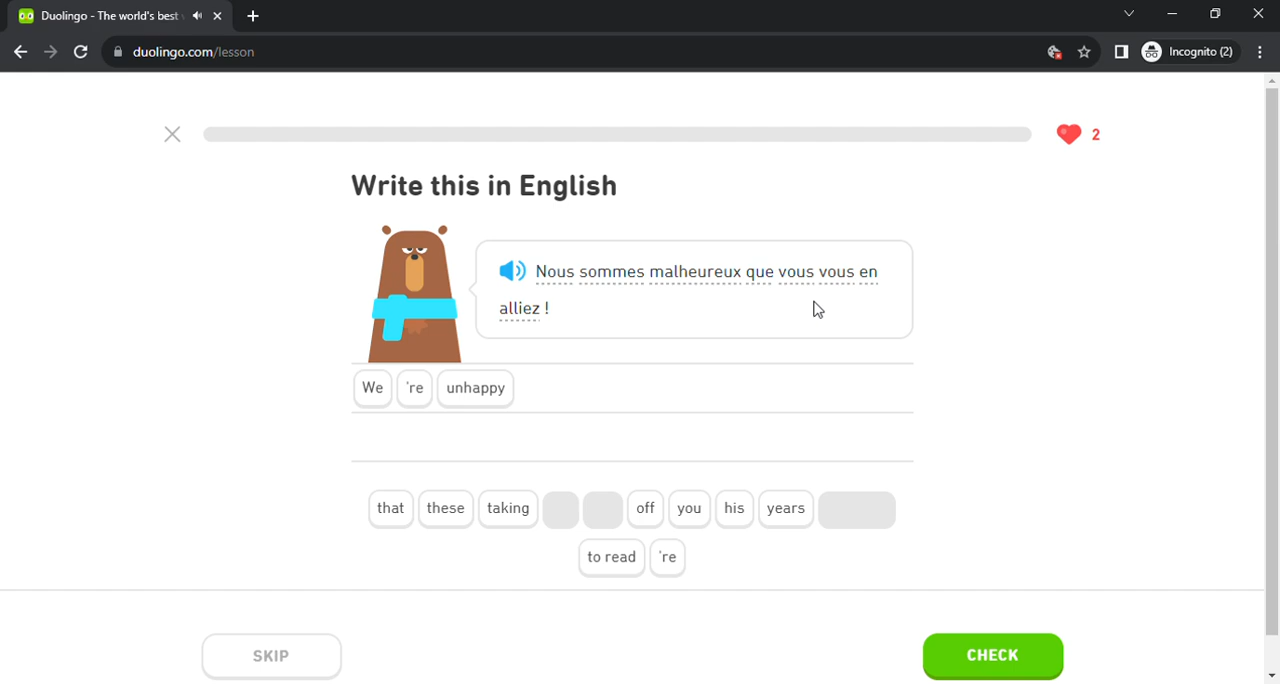 Duolingo - The world's best
duolingo.com/lesson
Incognito (2)
2
Write this in English
Nous sommes malheureux que vous vous en
alliez !
We 're unhappy
that these taking off you his years
to read 're
SKIP
CHECK